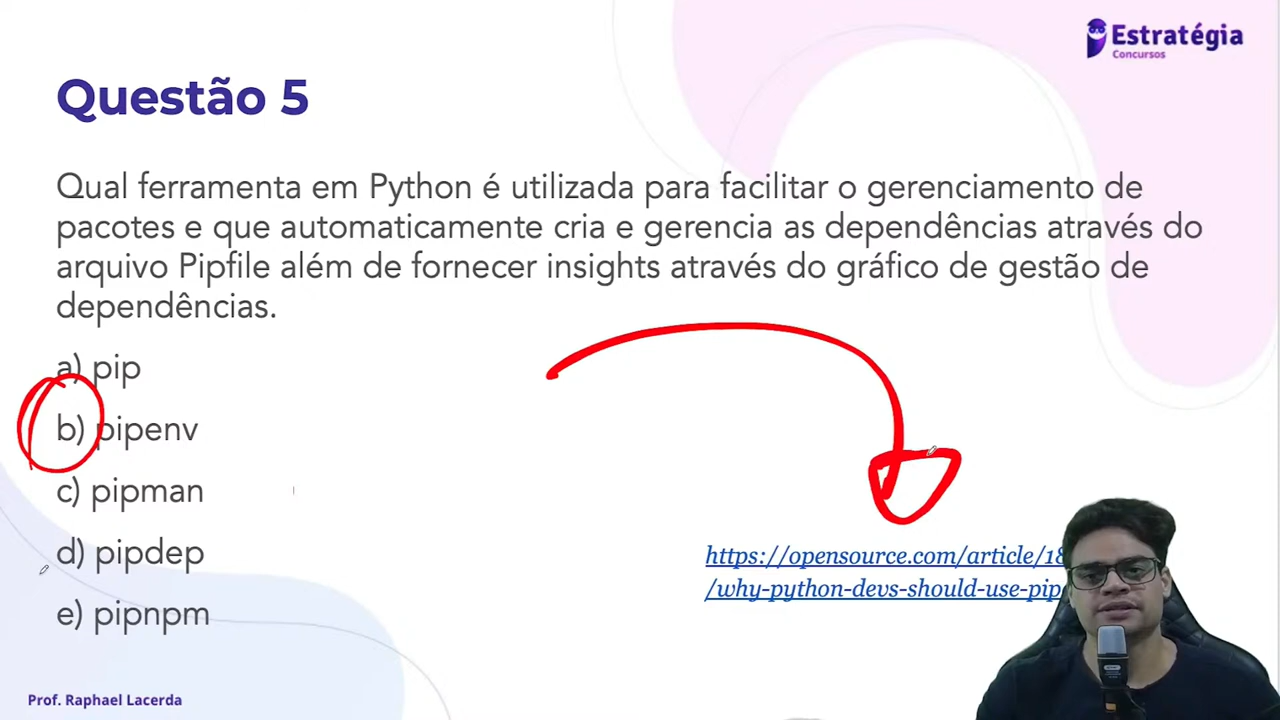 Estratégia
Concursos
Questão 5
Qual ferramenta em Python é utilizada para facilitar o gerenciamento de
pacotes e que automaticamente cria e gerencia as dependências através do
arquivo Pipfile além de fornecer insights através do gráfico de gestão de
dependências.
a) pip
b) pipenv
c) pipman
d) pipdep
e) pipnpm
https://opensource.com/article/18
/why-python-devs-should-use-pip
Prof. Raphael Lacerda